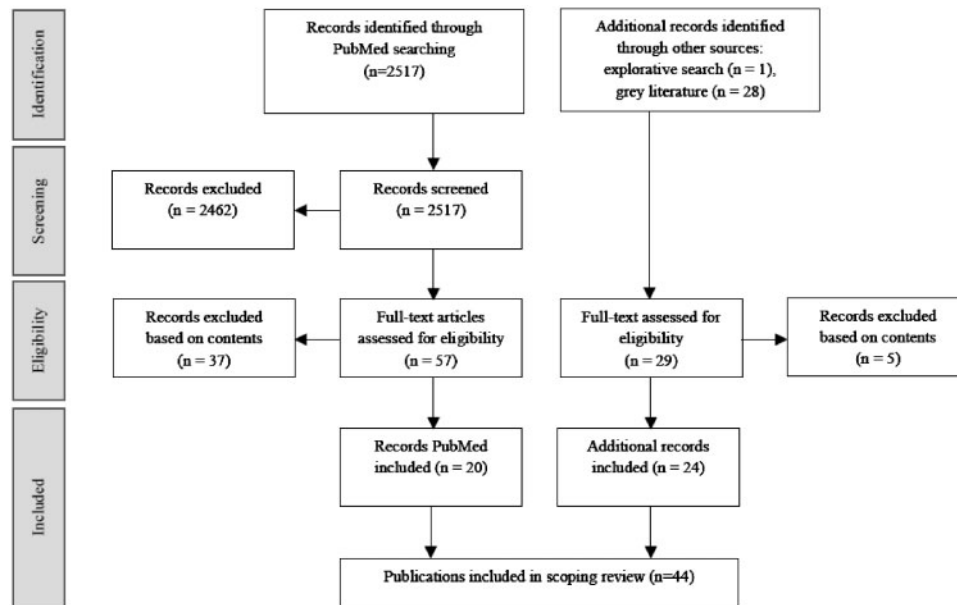 Identification
Records identified through
PubMed searching
(n=2517)
Additional records identified
through other sources:
explorative search (n = 1),
grey literature (n = 28)
Screening
Records excluded
(n = 2462)
Records screened
(n = 2517)
Eligibility
Records excluded
based on contents
(n = 37)
Full-text articles
assessed for eligibility
(n = 57)
Full-text assessed for
eligibility
(n = 29)
Records excluded
based on contents
(n = 5)
Included
Records PubMed
included (n = 20)
Additional records
included (n = 24)
Publications included in scoping review (n=44)